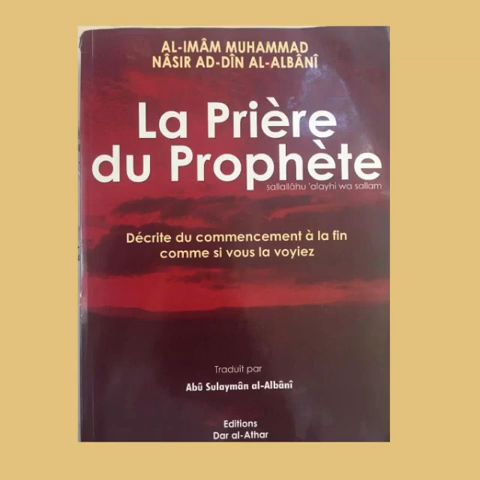 AL-IMÂM MUHAMMAD
NÂSIR AD-DÎN AL-ALBÂNÎ
La Prière
du Prophète
sallallâhu 'alayhi wa sallam
Décrite du commencement à la fin
comme si vous la voyiez
Traduit par
Abû Sulaymân al-Albânî
Editions
Dar al-Athar